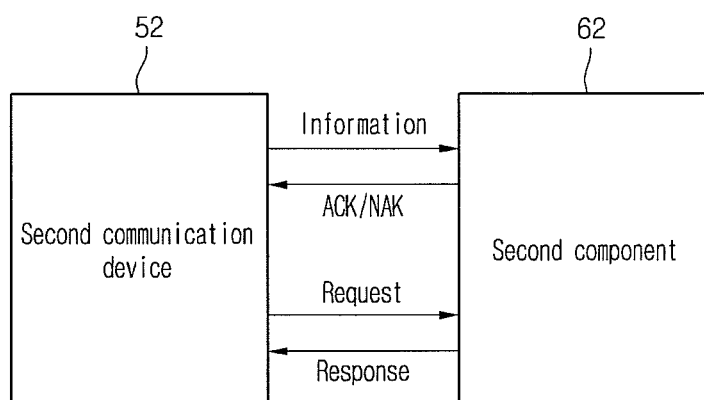 52
62
Information
ACK/NAK
Second communication
device
Second component
Request
Response